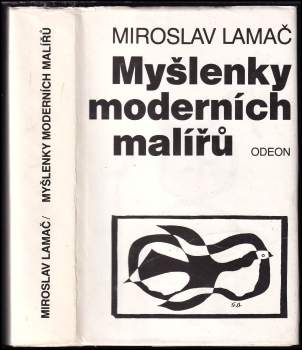 MIROSLAV LAMAČ
Myšlenky
moderních
malířů
ODEON
G.B.
MIROSLAV LAMAČ/ MYŠLENKY MODERNÍCH MALÍŘŮ